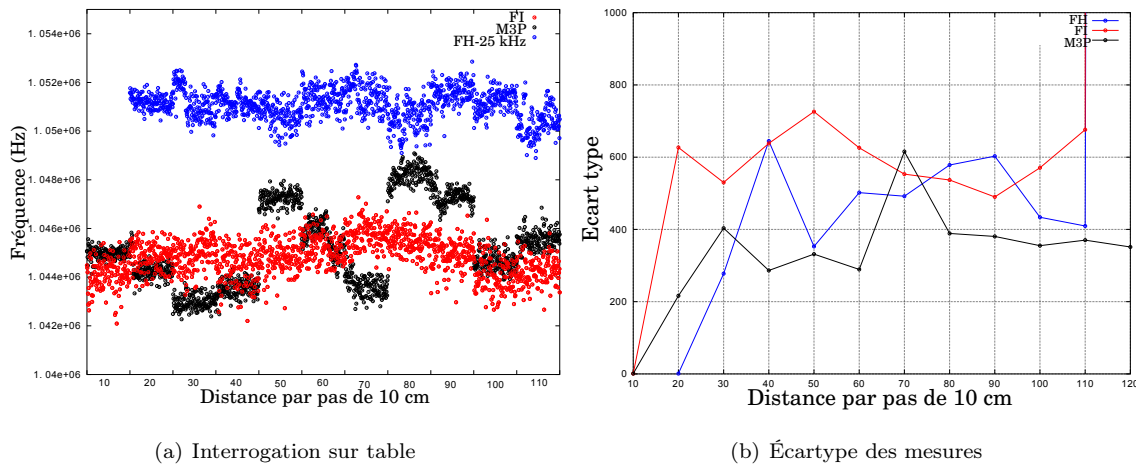 FI
M3P
FH-25 kHz
1.054e+06
1.052e+06
1.05e+06
1.048e+06
1.046e+06
1.044e+06
1.042e+06
1.04e+06
Fréquence (Hz)
10 20 30 40 50 60 70 80 90 100 110
Distance par pas de 10 cm
(a) Interrogation sur table
FH
FI
M3P
1000
800
600
400
200
0
Ecart type
10 20 30 40 50 60 70 80 90 100 110 120
Distance par pas de 10 cm
(b) Écartype des mesures